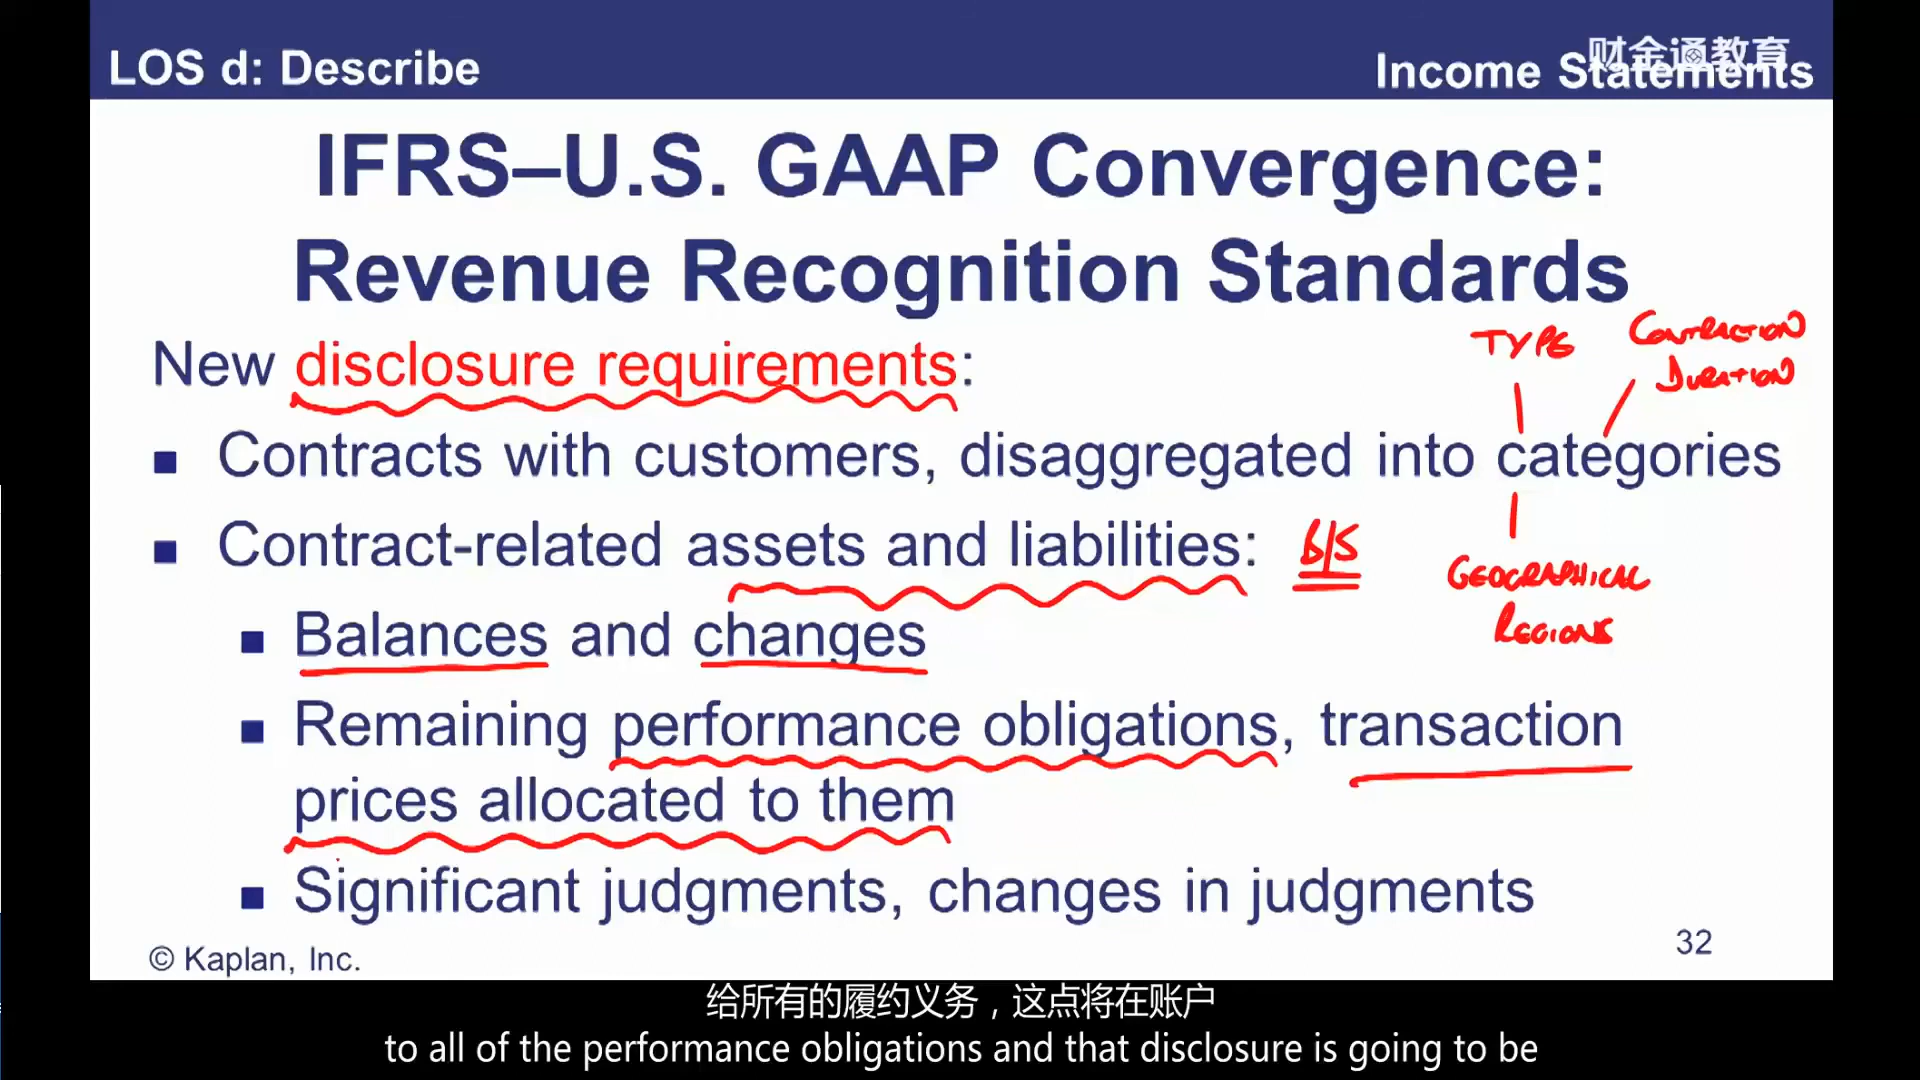 LOS d: Describe
Income Statements
财金通教育
IFRS–U.S. GAAP Convergence:
Revenue Recognition Standards
New disclosure requirements:
TYPE
CONTRACTION
DURATION
■ Contracts with customers, disaggregated into categories
■ Contract-related assets and liabilities:
B/S
GEOGRAPHICAL
REGIONS
■ Balances and changes
■ Remaining performance obligations, transaction
prices allocated to them
■ Significant judgments, changes in judgments
© Kaplan, Inc.
32
给所有的履约义务，这点将在账户
to all of the performance obligations and that disclosure is going to be